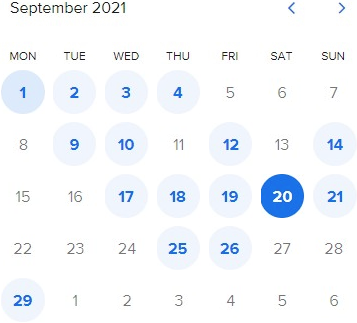 September 2021
MON TUE WED THU FRI SAT SUN
1 2 3 4 5 6 7
8 9 10 11 12 13 14
15 16 17 18 19 20 21
22 23 24 25 26 27 28
29 1 2 3 4 5 6